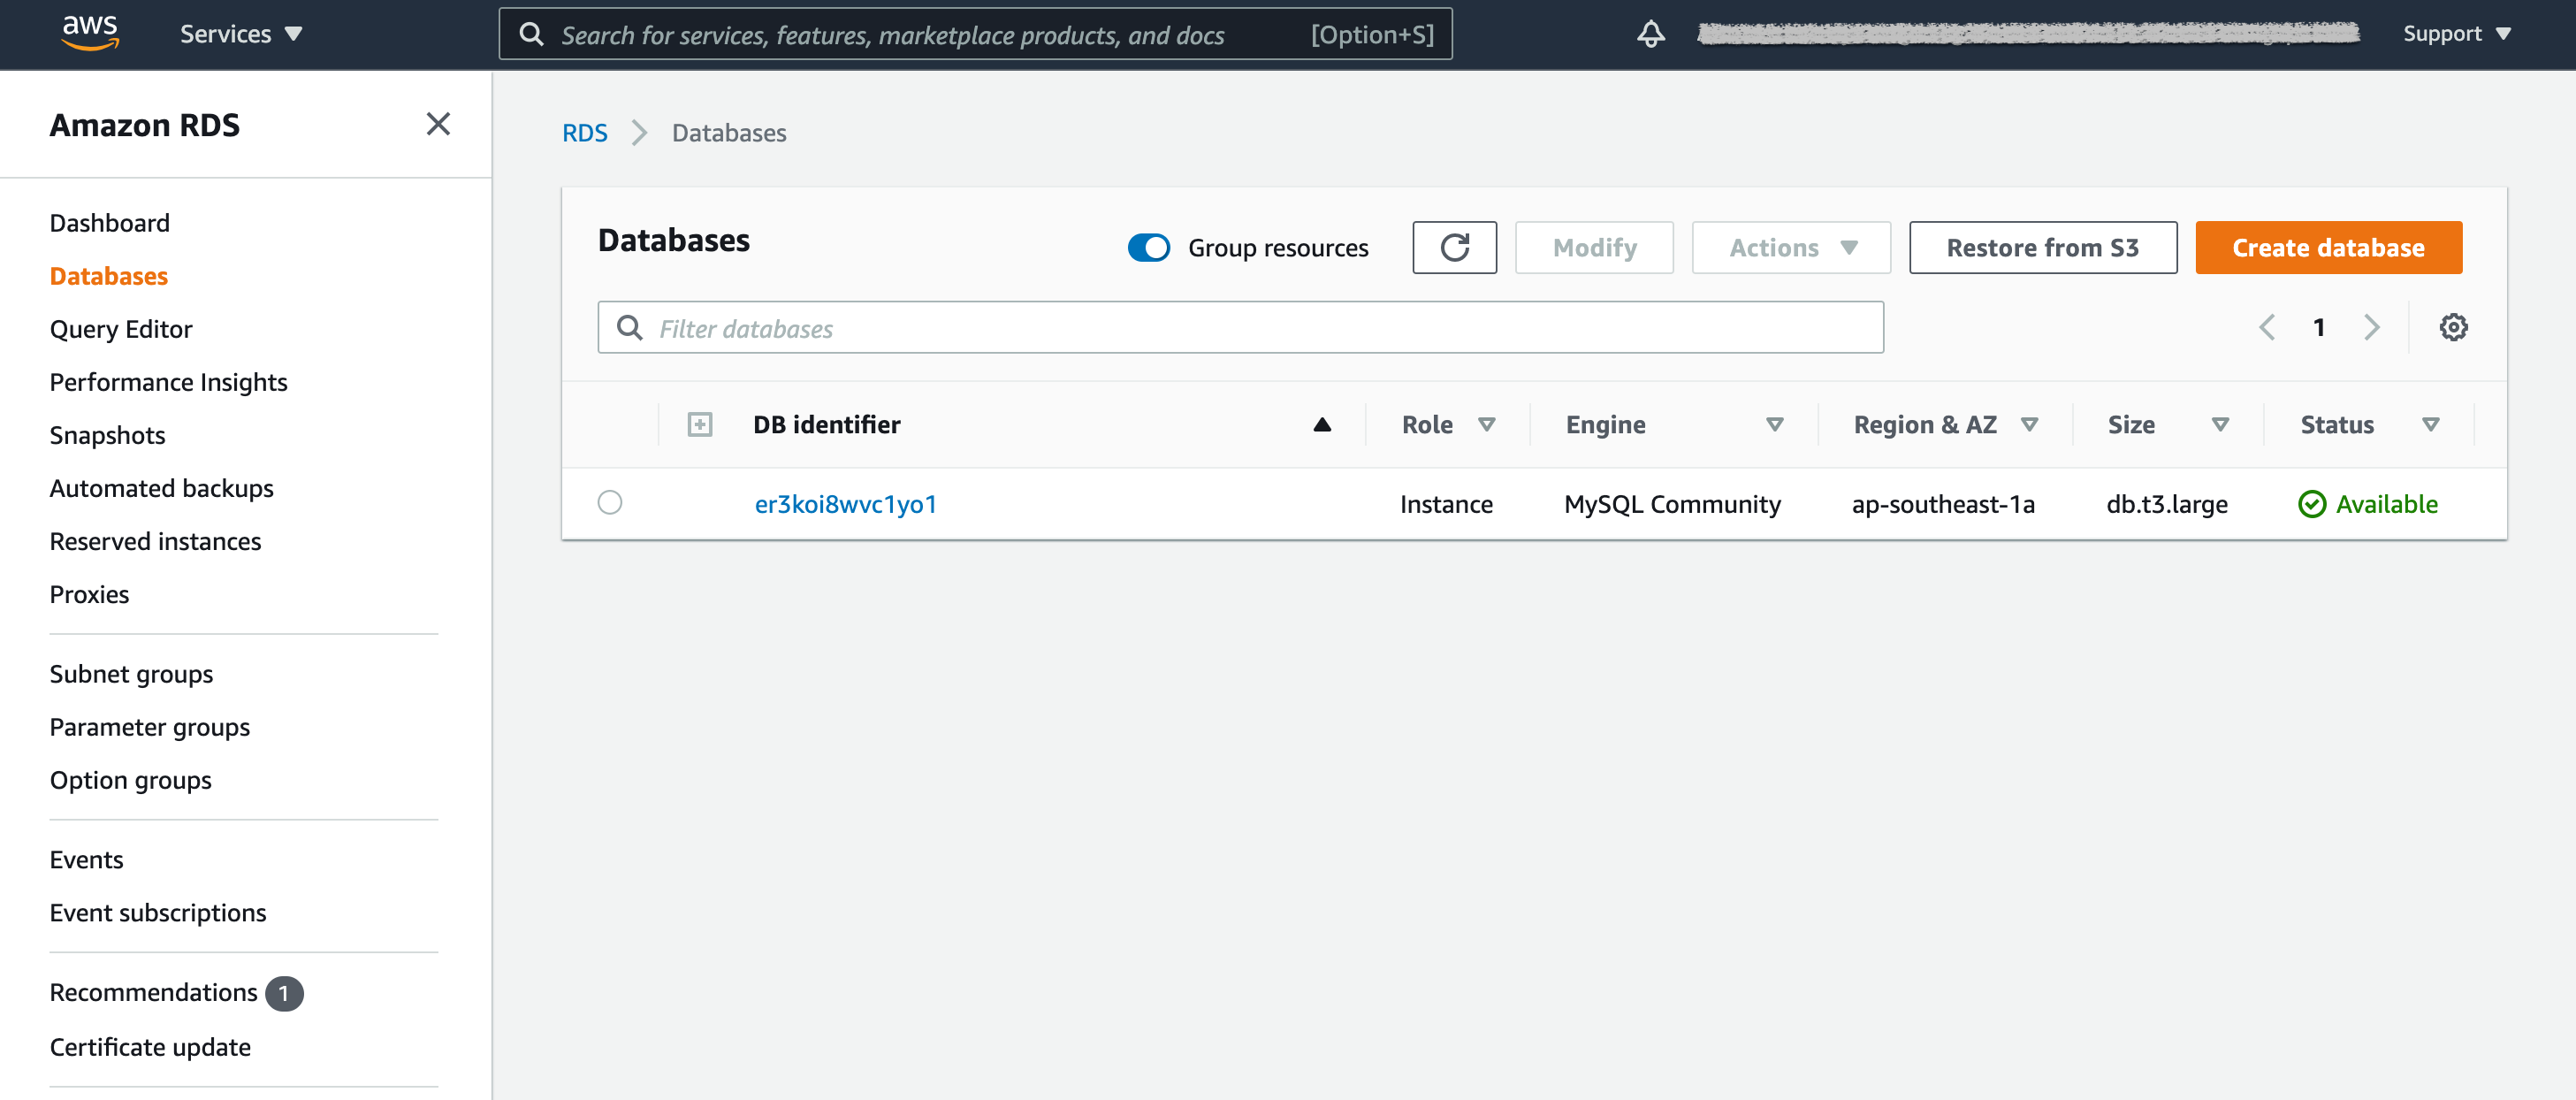 aws Services Search for services, features, marketplace products, and docs [Option+S] Support
Amazon RDS
Dashboard
Databases
Query Editor
Performance Insights
Snapshots
Automated backups
Reserved instances
Proxies
Subnet groups
Parameter groups
Option groups
Events
Event subscriptions
Recommendations 1
Certificate update
RDS Databases
Databases Group resources Modify Actions Restore from S3 Create database
Filter databases 1
DB identifier Role Engine Region & AZ Size Status
er3koi8wvc1yo1 Instance MySQL Community ap-southeast-1a db.t3.large Available